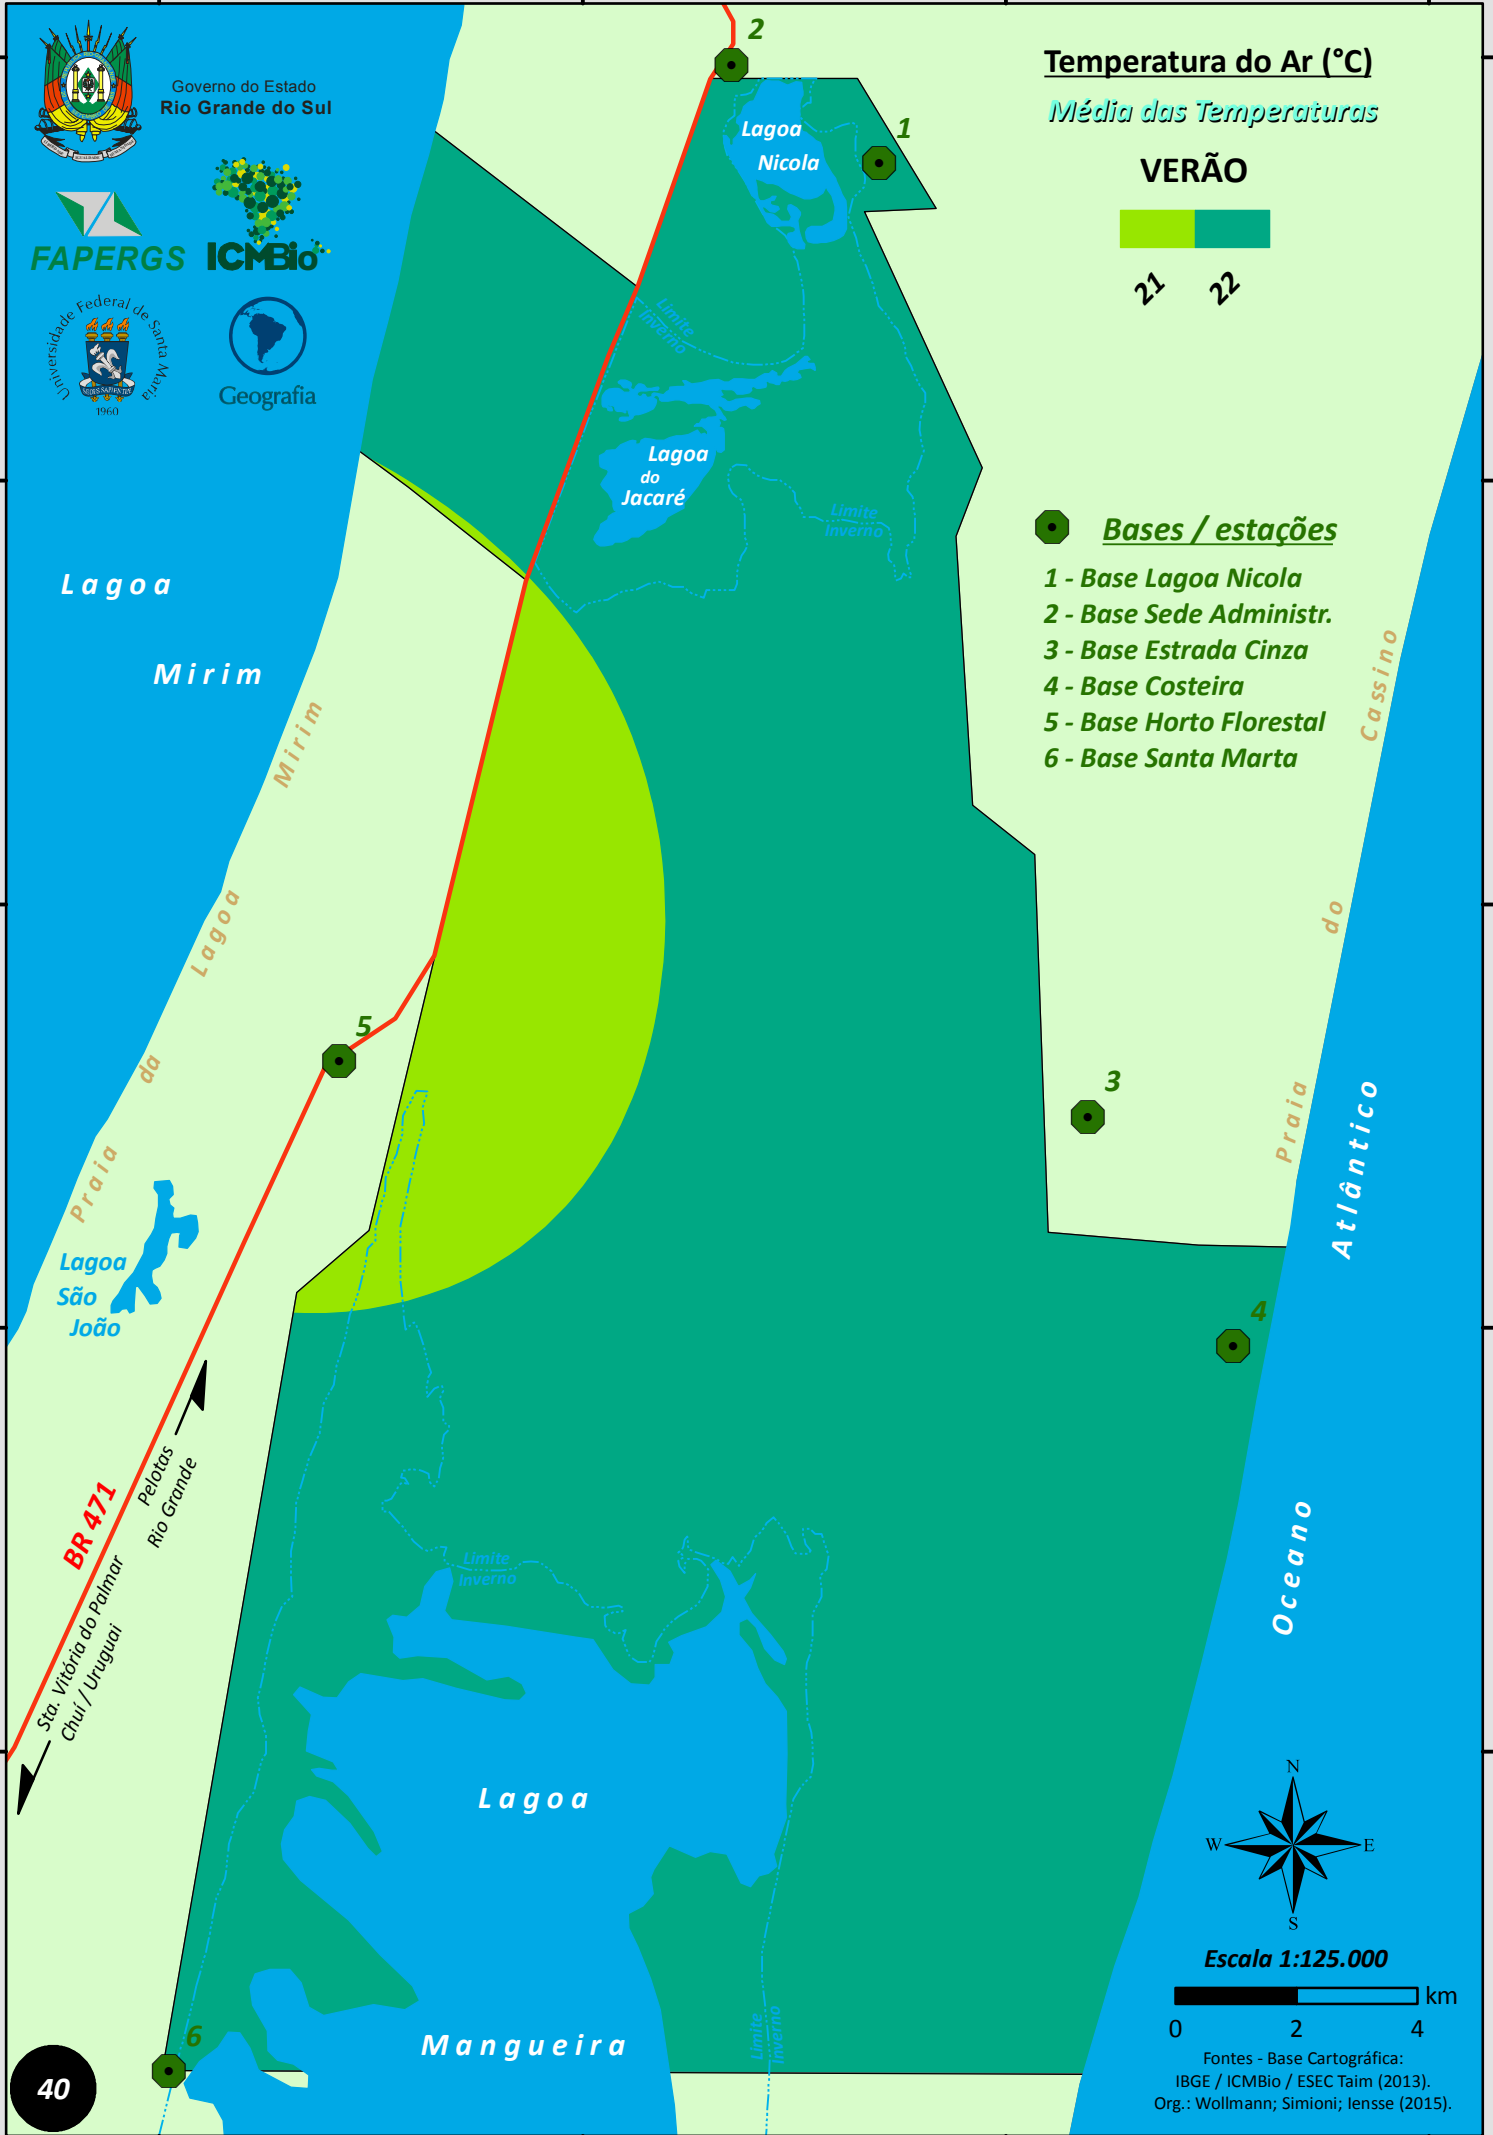 Governo do Estado
Rio Grande do Sul
FAPERGS
ICMBio
Universidade Federal de Santa Maria
SEDES SAPIENTIAE
1960
Geografia
Temperatura do Ar (°C)
Média das Temperaturas
VERÃO
21
22
Bases / estações
1 - Base Lagoa Nicola
2 - Base Sede Administr.
3 - Base Estrada Cinza
4 - Base Costeira
5 - Base Horto Florestal
6 - Base Santa Marta
2
1
Lagoa
Nicola
Limite
Inverno
Lagoa
do
Jacaré
Limite
Inverno
Lagoa
Mirim
Praia da Lagoa Mirim
Praia do Cassino
5
3
4
Lagoa
São
João
Oceano Atlântico
BR 471
Pelotas
Rio Grande
Sta. Vitória do Palmar
Chuí / Uruguai
Limite
Inverno
Lagoa
Mangueira
Limite
Inverno
6
40
N
W
E
S
Escala 1:125.000
km
0 2 4
Fontes - Base Cartográfica:
IBGE / ICMBio / ESEC Taim (2013).
Org.: Wollmann; Simioni; Iensse (2015).